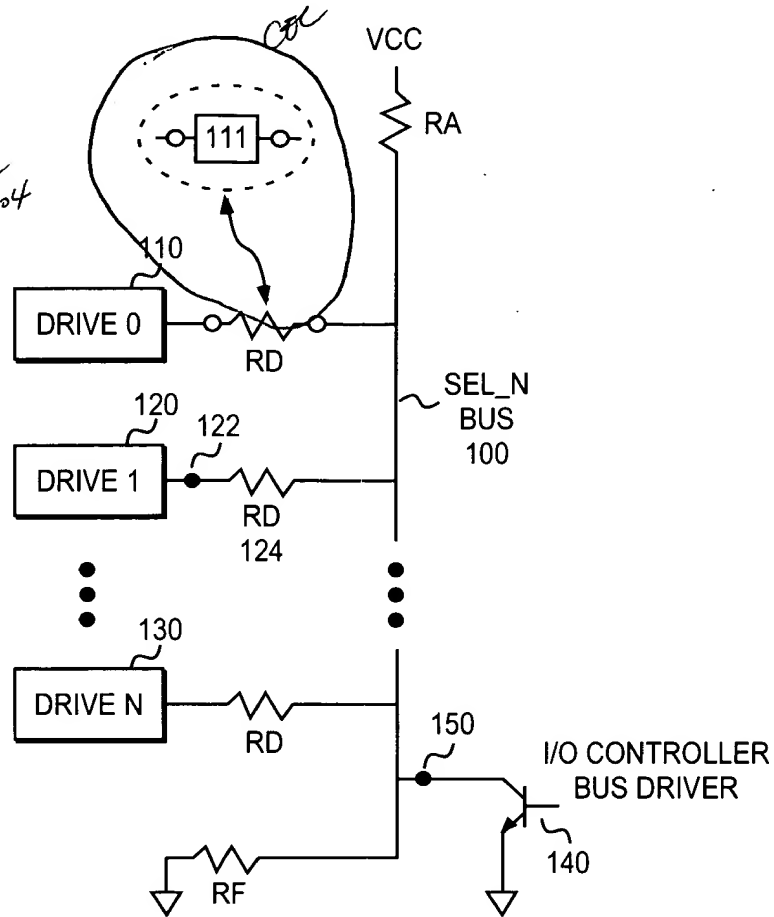 VCC
RA
111
110
DRIVE 0
RD
SEL_N
BUS
100
120
122
DRIVE 1
RD
124
130
DRIVE N
RD
150
I/O CONTROLLER
BUS DRIVER
140
RF